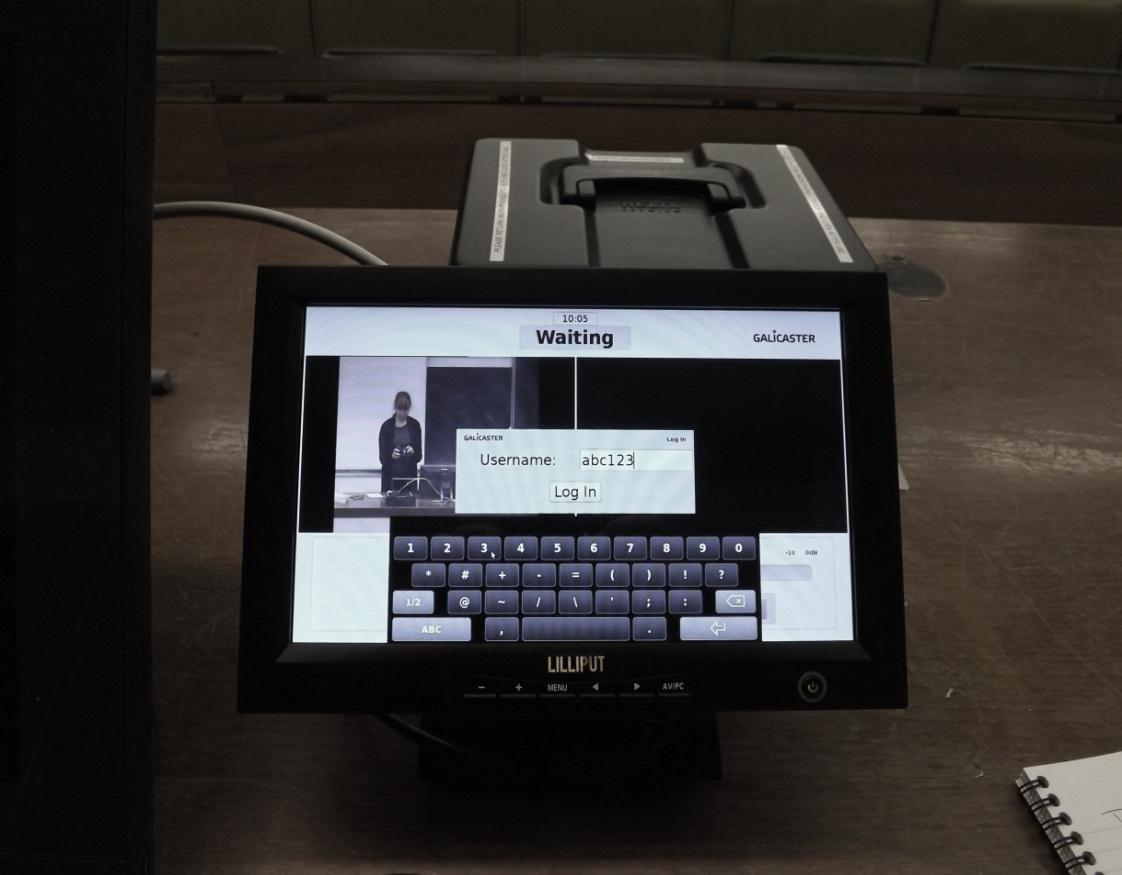 10:05
Waiting
GALICASTER
GALICASTER
Log In
Username: abc123
Log In
-10 0dB
1 2 3 4 5 6 7 8 9 0
* # + - = ( ) ! ?
1/2 @ ~ / \ ' ; :
ABC , .
LILLIPUT
- + MENU ◀ ▶ AV/PC